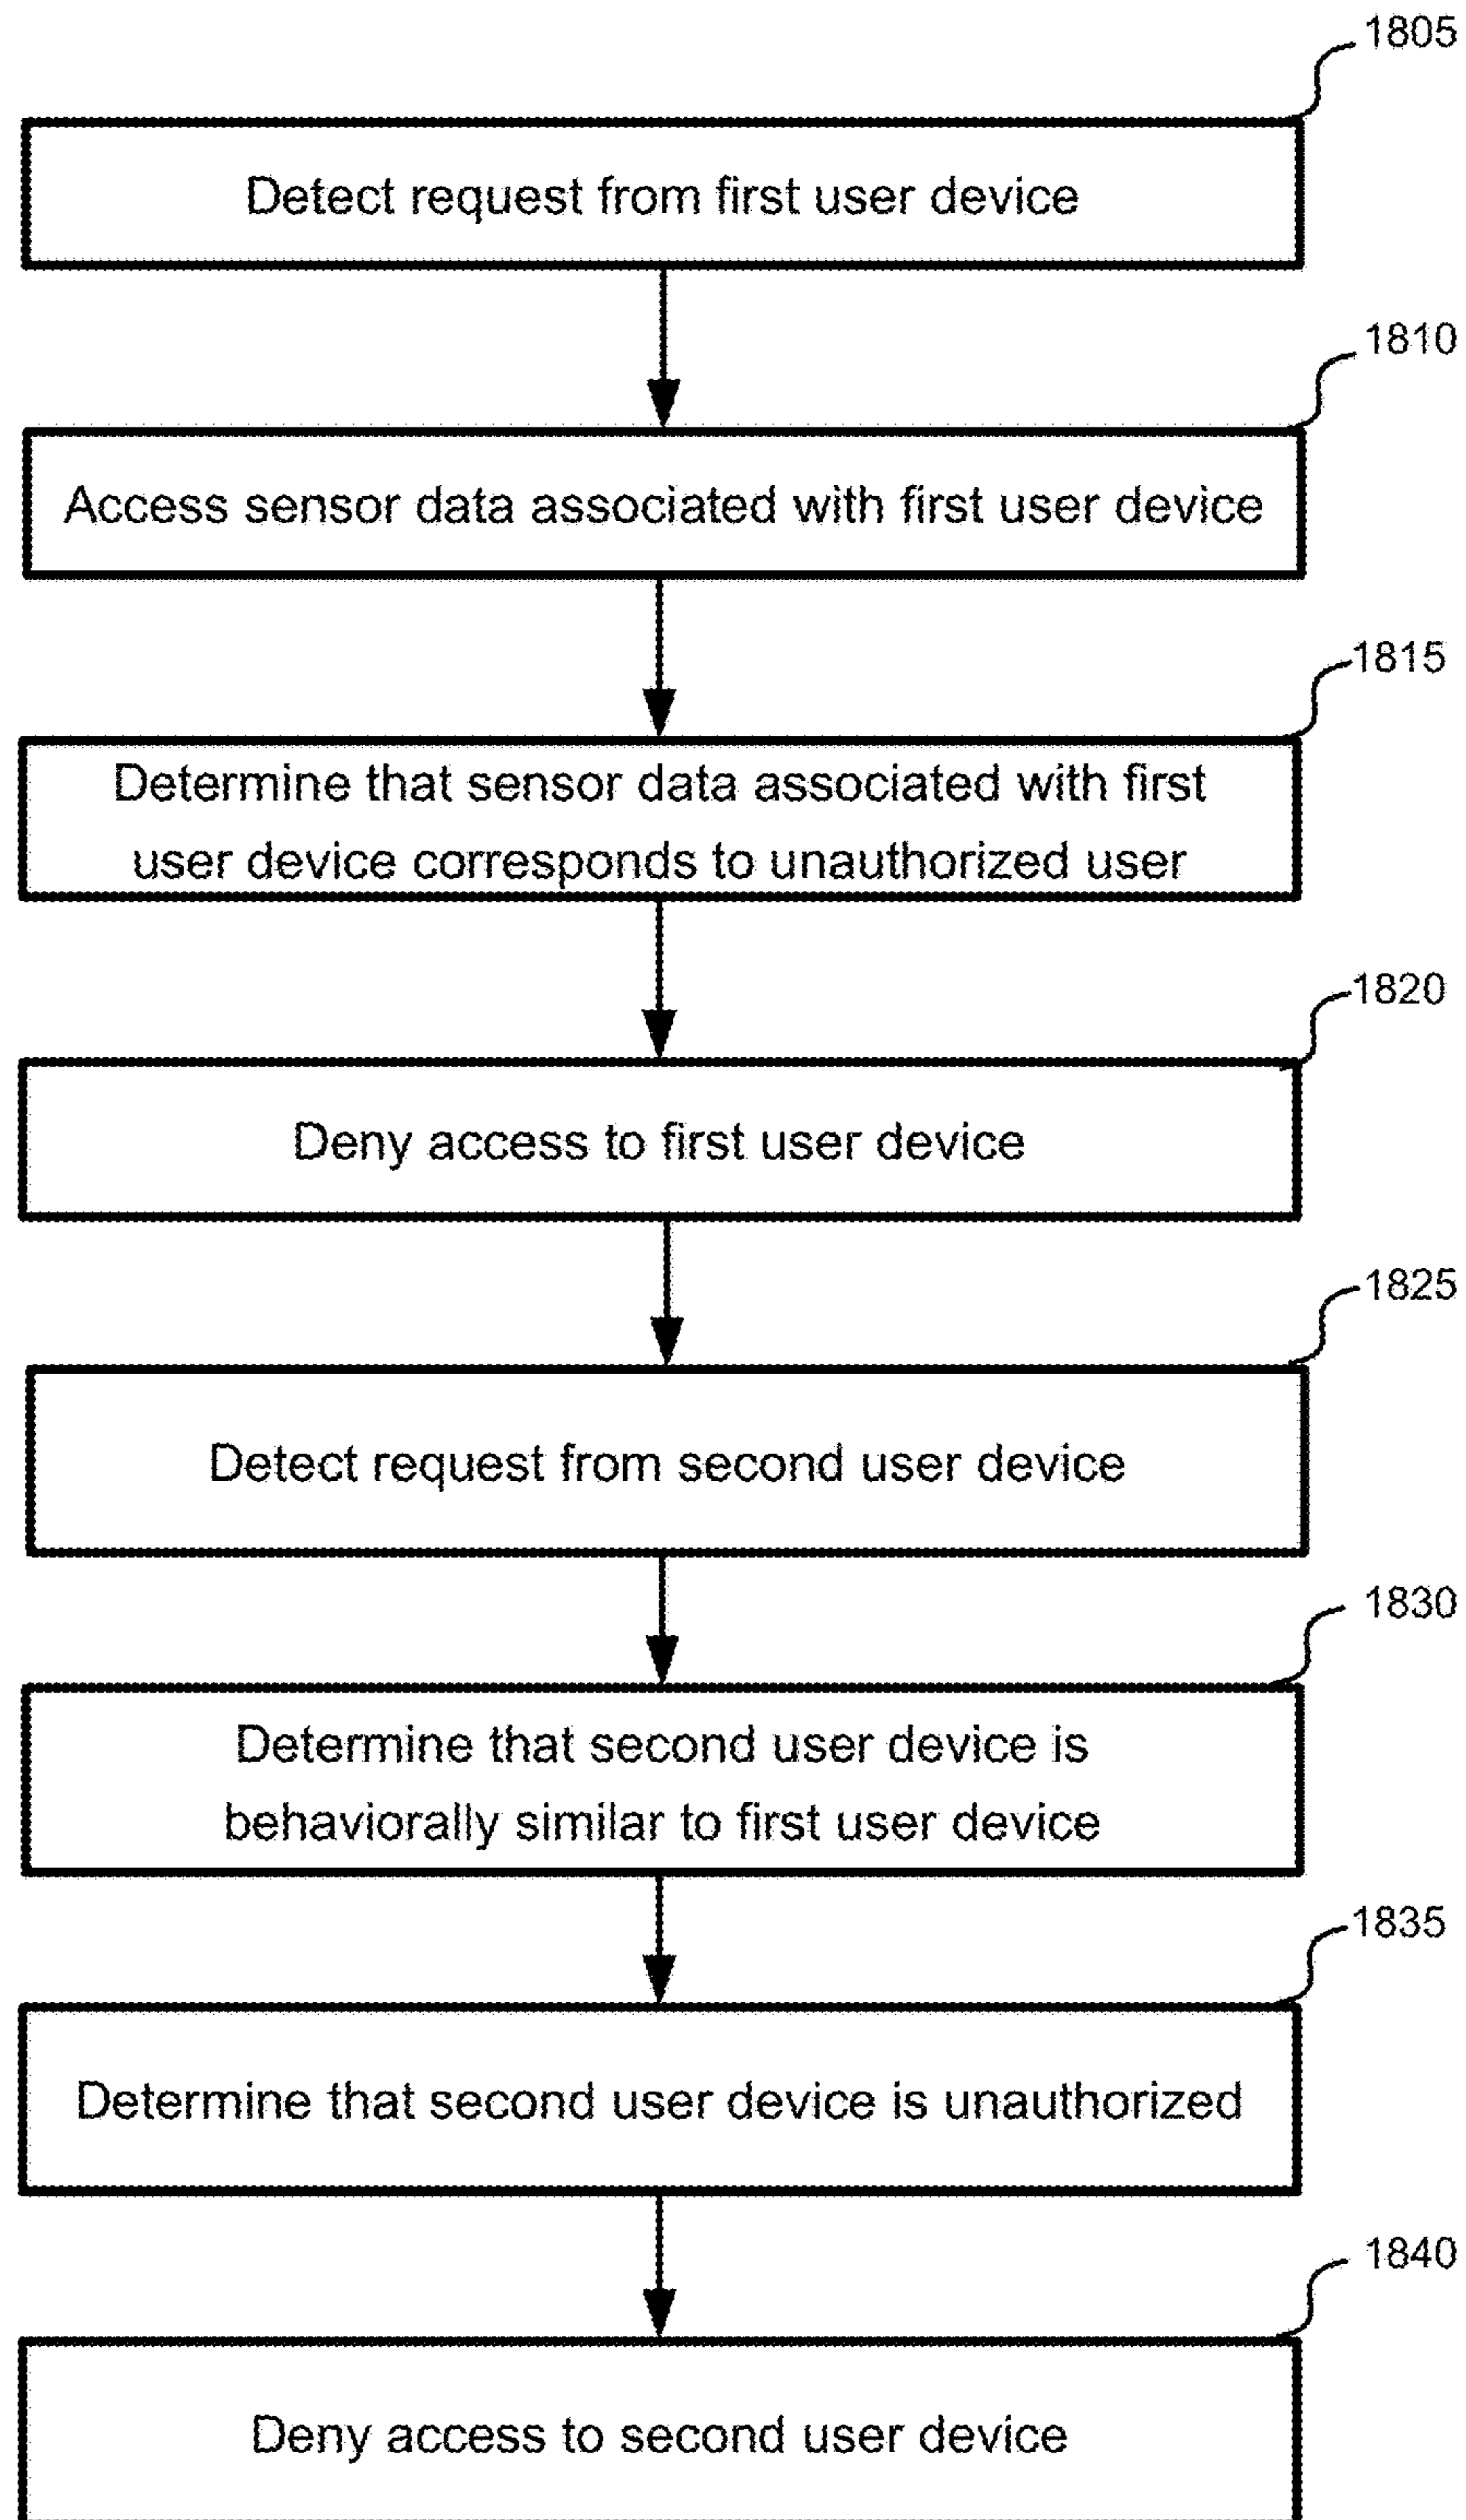 1805
Detect request from first user device
1810
Access sensor data associated with first user device
1815
Determine that sensor data associated with first
user device corresponds to unauthorized user
1820
Deny access to first user device
1825
Detect request from second user device
1830
Determine that second user device is
behaviorally similar to first user device
1835
Determine that second user device is unauthorized
1840
Deny access to second user device